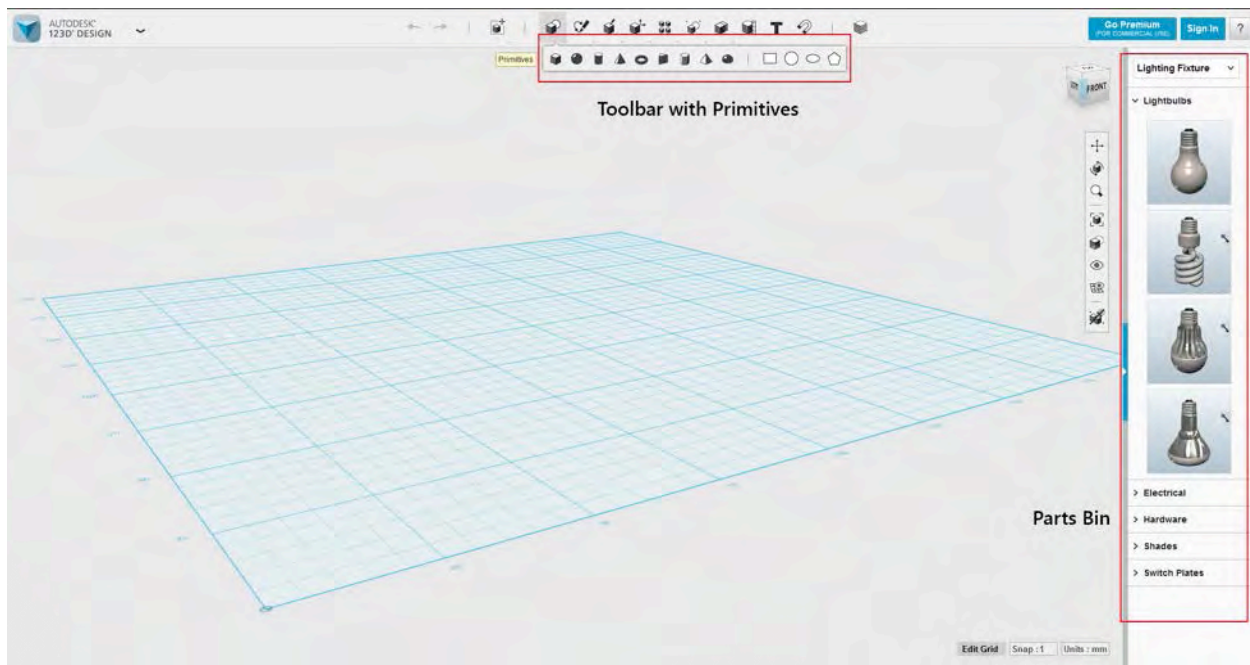 AUTODESK®
123D® DESIGN
T
Go Premium
(FOR COMMERCIAL USE)
Sign In
?
Primitives
Toolbar with Primitives
FRONT
Lighting Fixture
Lightbulbs
Electrical
Parts Bin
Hardware
Shades
Switch Plates
Edit Grid
Snap : 1
Units : mm